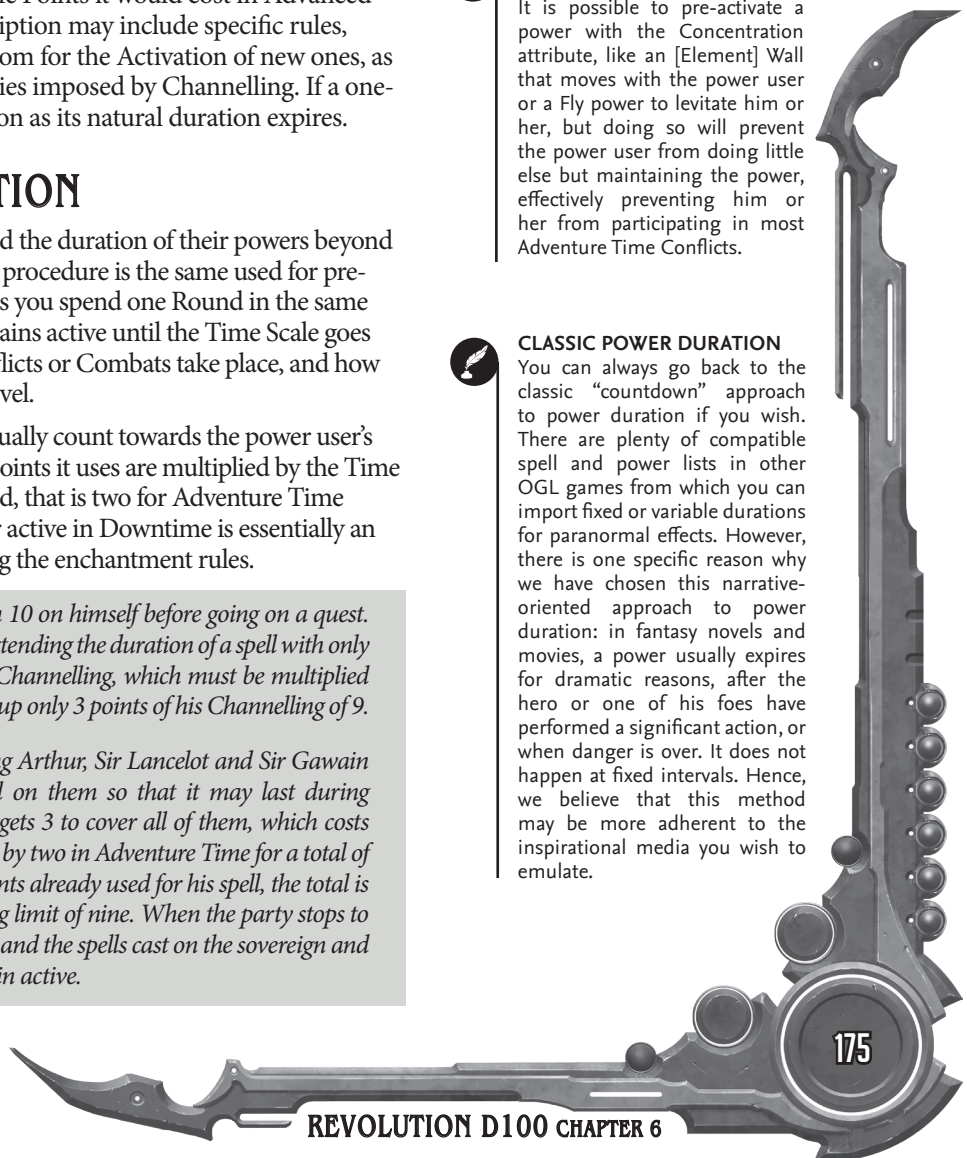 e Points it would cost in Advanced
iption may include specific rules,
om for the Activation of new ones, as
ies imposed by Channelling. If a one-
on as its natural duration expires.
TION
d the duration of their powers beyond
procedure is the same used for pre-
s you spend one Round in the same
ains active until the Time Scale goes
flicts or Combats take place, and how
vel.
ually count towards the power user's
oints it uses are multiplied by the Time
d, that is two for Adventure Time
r active in Downtime is essentially an
g the enchantment rules.
n 10 on himself before going on a quest.
xtending the duration of a spell with only
Channelling, which must be multiplied
up only 3 points of his Channelling of 9.
ng Arthur, Sir Lancelot and Sir Gawain
l on them so that it may last during
gets 3 to cover all of them, which costs
by two in Adventure Time for a total of
nts already used for his spell, the total is
g limit of nine. When the party stops to
and the spells cast on the sovereign and
in active.
It is possible to pre-activate a
power with the Concentration
attribute, like an [Element] Wall
that moves with the power user
or a Fly power to levitate him or
her, but doing so will prevent
the power user from doing little
else but maintaining the power,
effectively preventing him or
her from participating in most
Adventure Time Conflicts.
CLASSIC POWER DURATION
You can always go back to the
classic “countdown” approach
to power duration if you wish.
There are plenty of compatible
spell and power lists in other
OGL games from which you can
import fixed or variable durations
for paranormal effects. However,
there is one specific reason why
we have chosen this narrative-
oriented approach to power
duration: in fantasy novels and
movies, a power usually expires
for dramatic reasons, after the
hero or one of his foes have
performed a significant action, or
when danger is over. It does not
happen at fixed intervals. Hence,
we believe that this method
may be more adherent to the
inspirational media you wish to
emulate.
175
REVOLUTION D100 CHAPTER 6